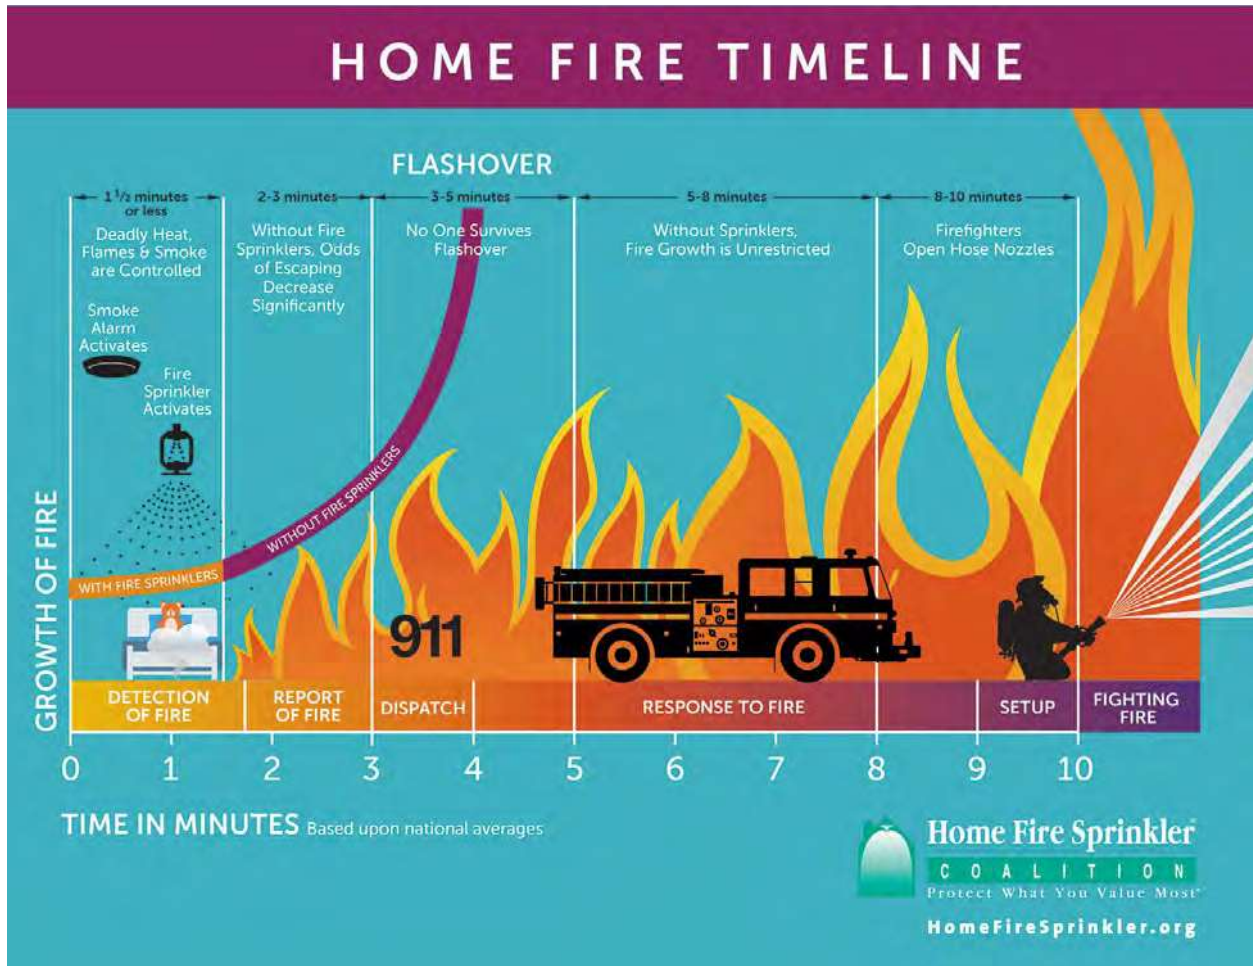 HOME FIRE TIMELINE
FLASHOVER
1 1/2 minutes
or less
Deadly Heat,
Flames & Smoke
are Controlled
Smoke
Alarm
Activates
Fire
Sprinkler
Activates
2-3 minutes
Without Fire
Sprinklers, Odds
of Escaping
Decrease
Significantly
3-5 minutes
No One Survives
Flashover
5-8 minutes
Without Sprinklers,
Fire Growth is Unrestricted
8-10 minutes
Firefighters
Open Hose Nozzles
GROWTH OF FIRE
WITH FIRE SPRINKLERS
WITHOUT FIRE SPRINKLERS
911
DETECTION
OF FIRE
REPORT
OF FIRE
DISPATCH
RESPONSE TO FIRE
SETUP
FIGHTING
FIRE
0 1 2 3 4 5 6 7 8 9 10
TIME IN MINUTES Based upon national averages
Home Fire Sprinkler
COALITION
Protect What You Value Most
HomeFireSprinkler.org